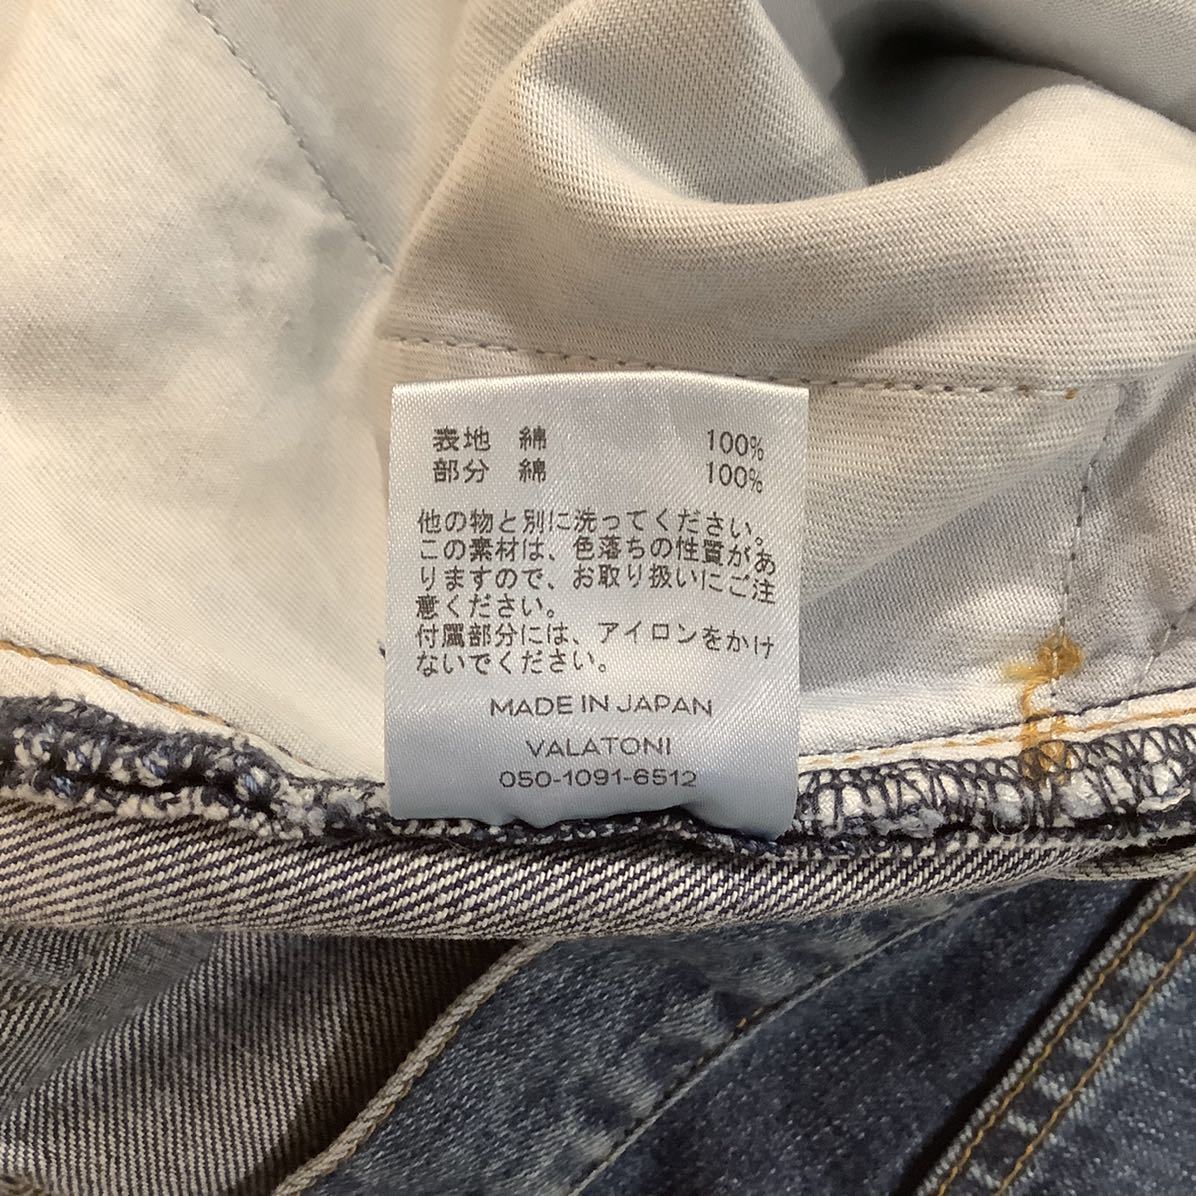 表地 綿 100%
部分 綿 100%
他の物と別に洗ってください。
この素材は、色落ちの性質があ
りますので、お取り扱いにご注
意ください。
付属部分には、アイロンをかけ
ないでください。
MADE IN JAPAN
VALATONI
050-1091-6512